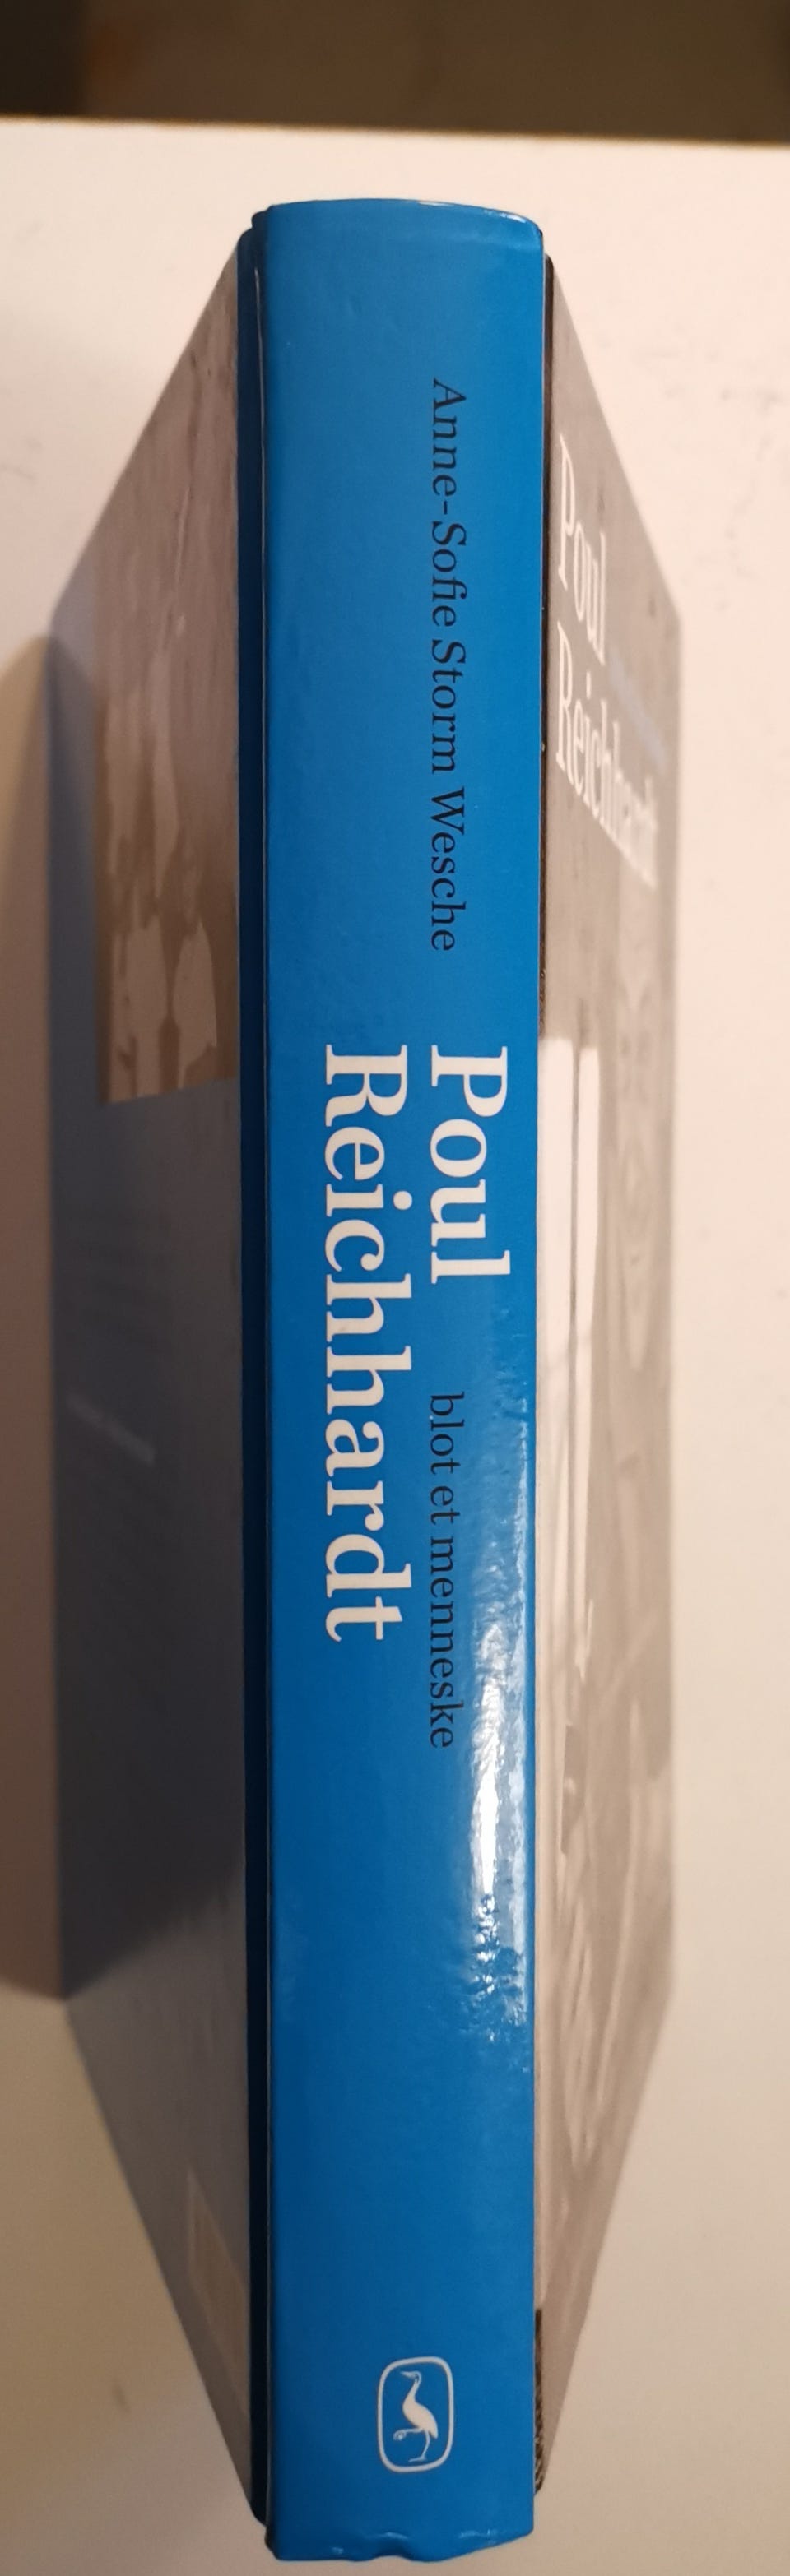 Anne-Sofie Storm Wesche
Poul
Reichhardt
blot et menneske
Poul
Reichhardt